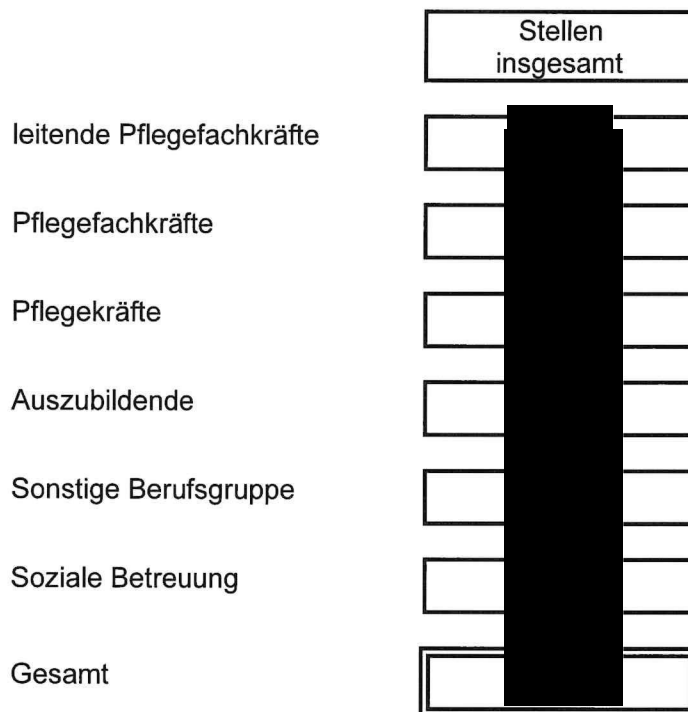 Stellen
insgesamt
leitende Pflegefachkräfte
Pflegefachkräfte
Pflegekräfte
Auszubildende
Sonstige Berufsgruppe
Soziale Betreuung
Gesamt